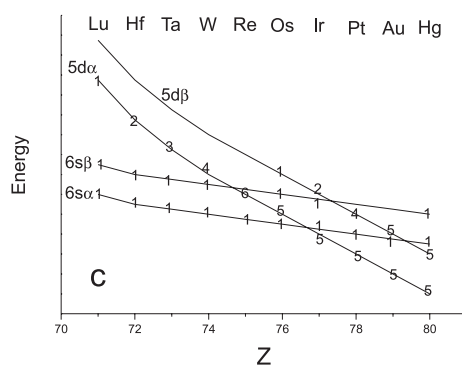 Lu Hf Ta W Re Os Ir Pt Au Hg
5dα 1 5dβ
2 3
6sβ 1 1 1 4 1 6 1 1 2
6sα 1 1 1 1 1 5 1 1 4 5 1
5 1 1 1
5 5
5 5
C
Energy
70 72 74 76 78 80
Z